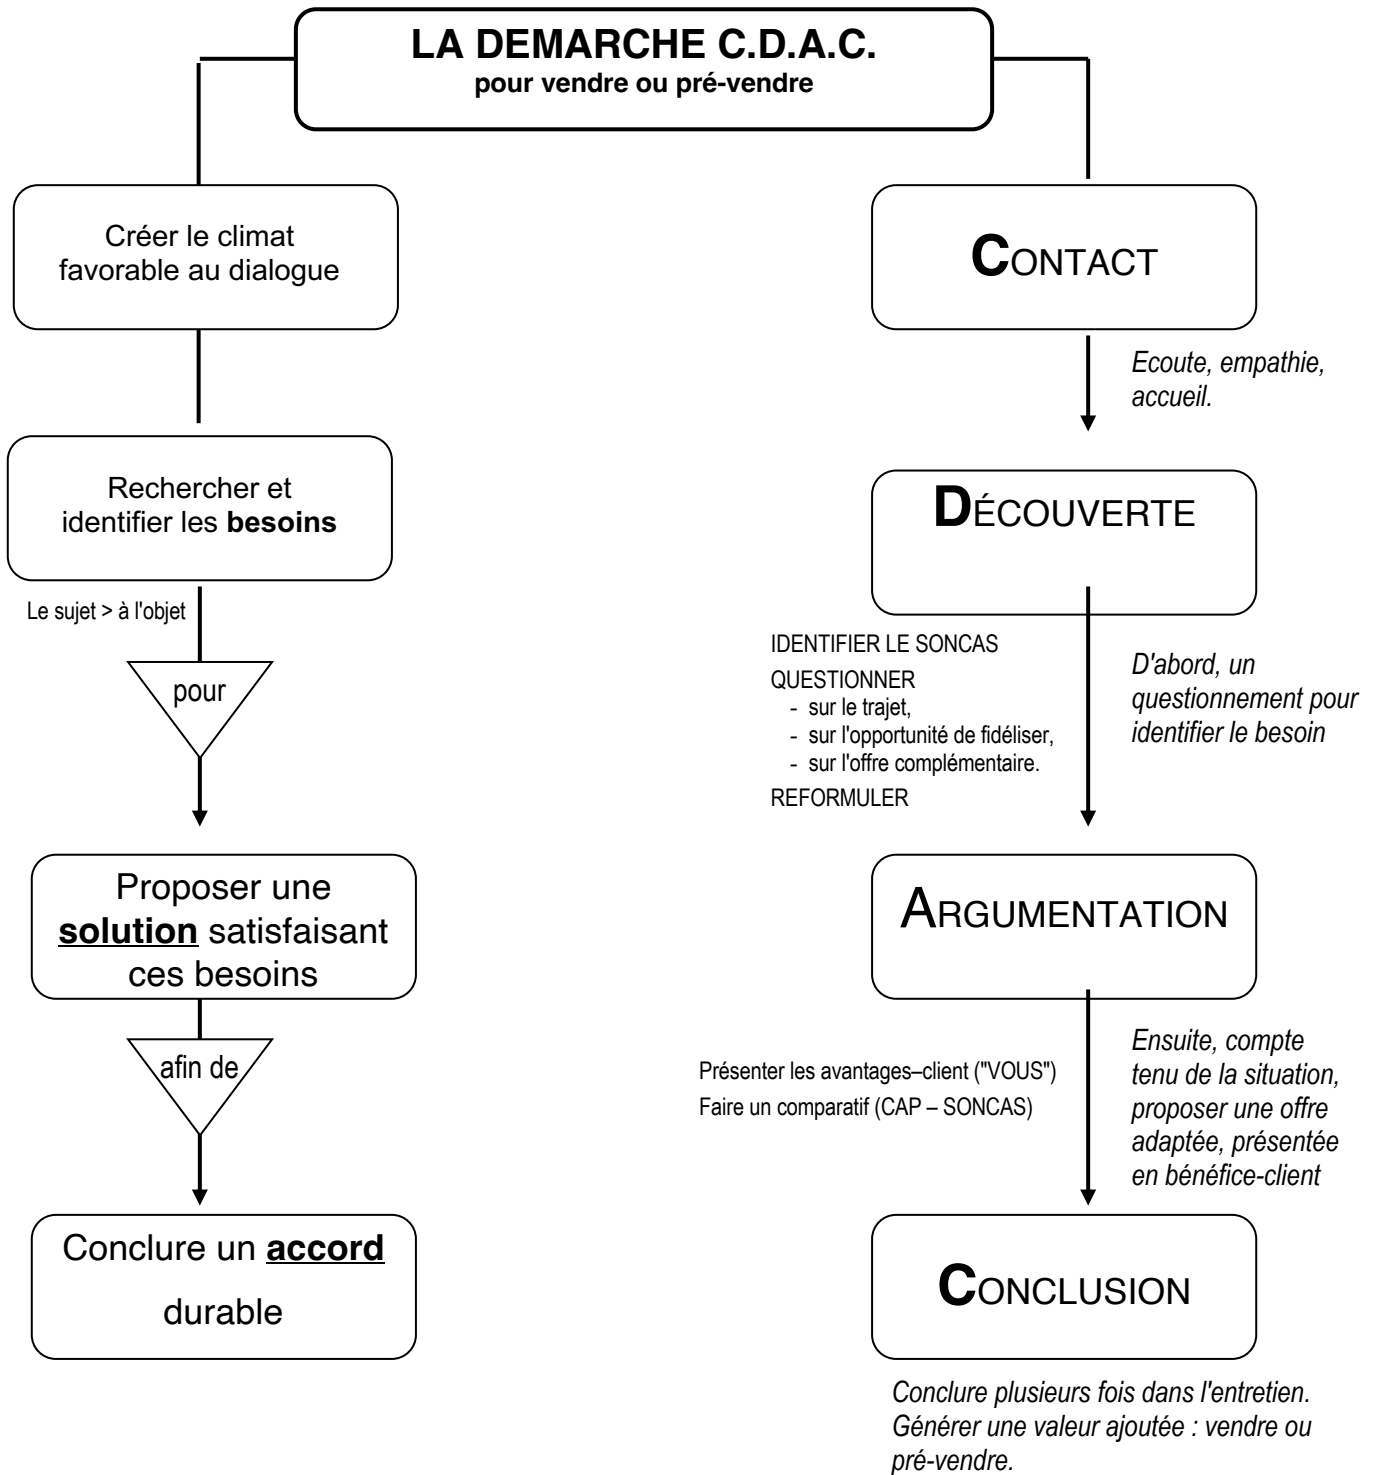 LA DEMARCHE C.D.A.C.
pour vendre ou pré-vendre
Créer le climat
favorable au dialogue
CONTACT
Ecoute, empathie,
accueil.
Rechercher et
identifier les besoins
DÉCOUVERTE
Le sujet > à l'objet
pour
IDENTIFIER LE SONCAS
QUESTIONNER
- sur le trajet,
- sur l'opportunité de fidéliser,
- sur l'offre complémentaire.
REFORMULER
D'abord, un
questionnement pour
identifier le besoin
Proposer une
solution satisfaisant
ces besoins
ARGUMENTATION
afin de
Présenter les avantages–client ("VOUS")
Faire un comparatif (CAP – SONCAS)
Ensuite, compte
tenu de la situation,
proposer une offre
adaptée, présentée
en bénéfice-client
Conclure un accord
durable
CONCLUSION
Conclure plusieurs fois dans l'entretien.
Générer une valeur ajoutée : vendre ou
pré-vendre.